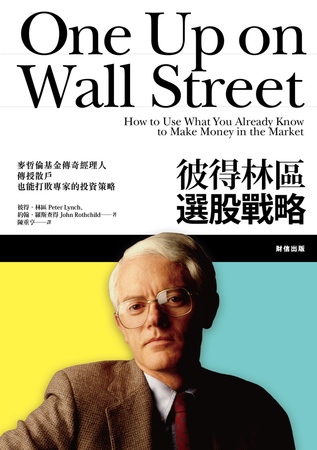 One Up on
Wall Street
How to Use What You Already Know
to Make Money in the Market
麥哲倫基金傳奇經理人
傳授散戶
也能打敗專家的投資策略
彼得林區
選股戰略
彼得・林區 Peter Lynch、
約翰・羅斯查得 John Rothchild──著
陳重亨──譯
財信出版